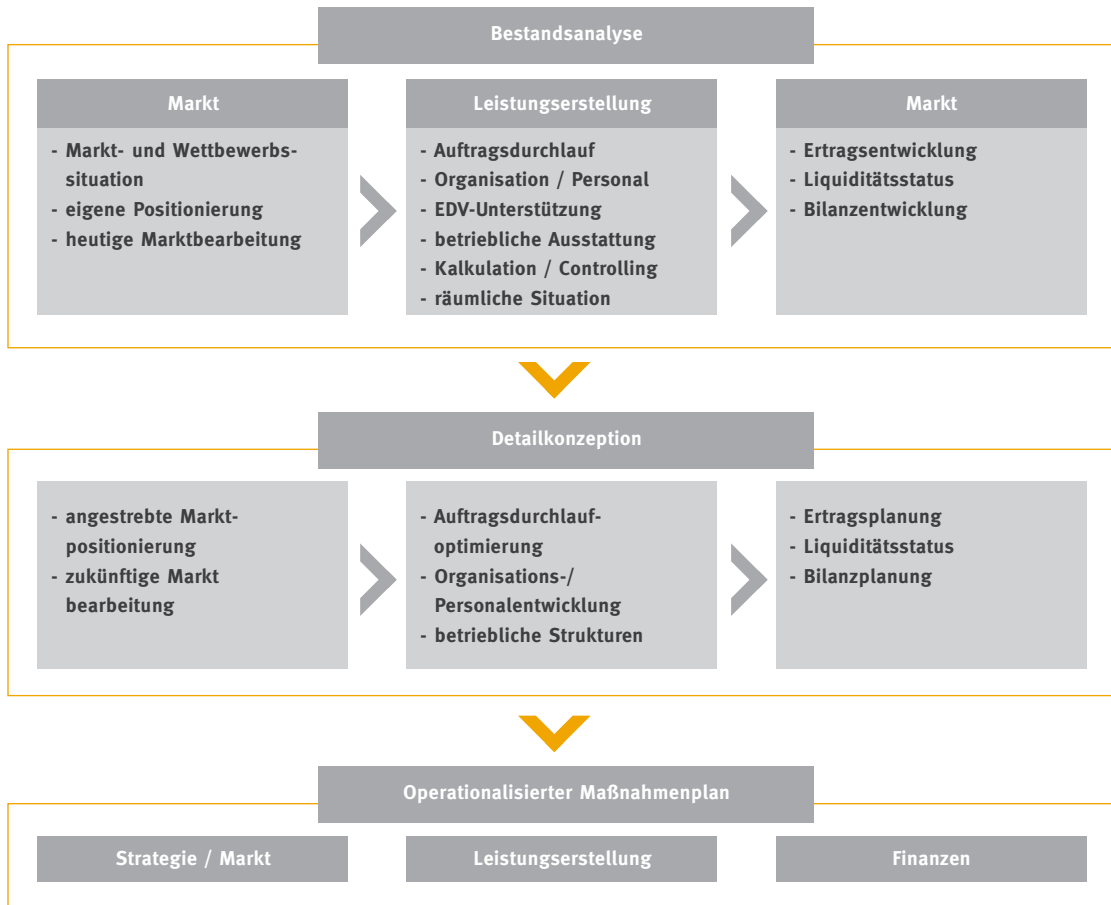 Bestandsanalyse
Markt
- Markt- und Wettbewerbs-
situation
- eigene Positionierung
- heutige Marktbearbeitung
Leistungserstellung
- Auftragsdurchlauf
- Organisation / Personal
- EDV-Unterstützung
- betriebliche Ausstattung
- Kalkulation / Controlling
- räumliche Situation
Markt
- Ertragsentwicklung
- Liquiditätsstatus
- Bilanzentwicklung
Detailkonzeption
- angestrebte Markt-
positionierung
- zukünftige Markt
bearbeitung
- Auftragsdurchlauf-
optimierung
- Organisations-/
Personalentwicklung
- betriebliche Strukturen
- Ertragsplanung
- Liquiditätsstatus
- Bilanzplanung
Operationalisierter Maßnahmenplan
Strategie / Markt
Leistungserstellung
Finanzen